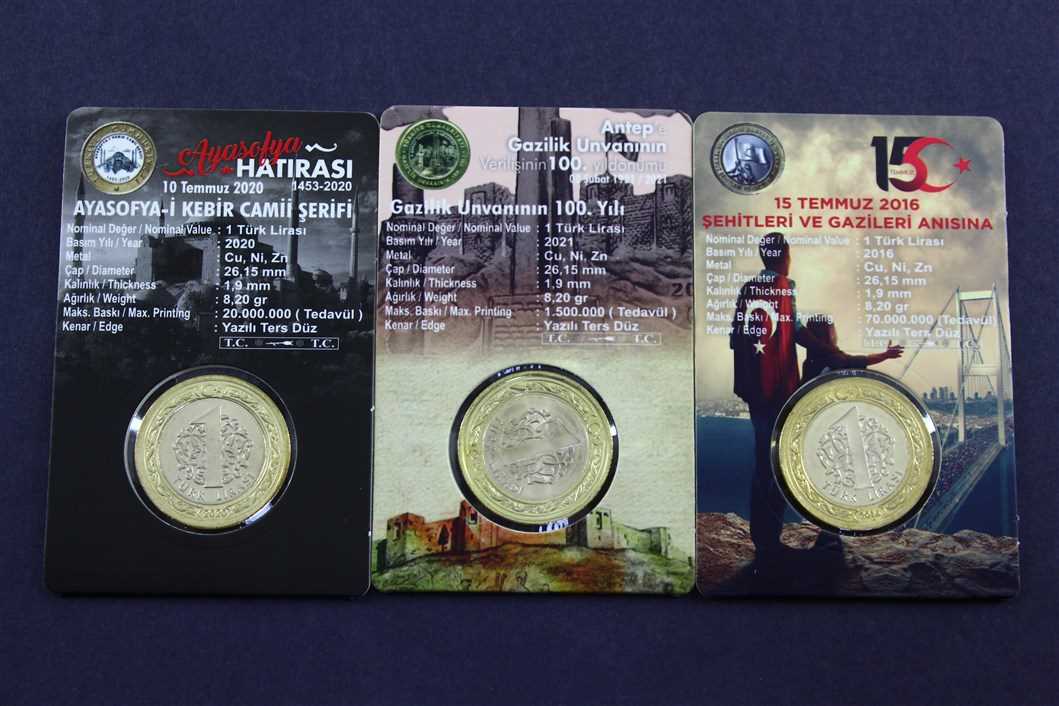 Ayasofya
HATIRASI
10 Temmuz 2020
1453-2020
AYASOFYA-İ KEBİR CAMİİ ŞERİFİ
Nominal Değer / Nominal Value : 1 Türk Lirası
Basım Yılı / Year : 2020
Metal : Cu, Ni, Zn
Çap / Diameter : 26,15 mm
Kalınlık / Thickness : 1,9 mm
Ağırlık / Weight : 8,20 gr
Maks. Baskı / Max. Printing : 20.000.000 ( Tedavül )
Kenar / Edge : Yazılı Ters Düz
T.C. T.C.
1
TÜRK LİRASI
2020
Antep'e
Gazilik Unvanının
Verilişinin 100. yıldönümü
Şubat 1921 / 2021
Gazilik Unvanının 100. Yılı
Nominal Değer / Nominal Value : 1 Türk Lirası
Basım Yılı / Year : 2021
Metal : Cu, Ni, Zn
Çap / Diameter : 26,15 mm
Kalınlık / Thickness : 1,9 mm
Ağırlık / Weight : 8,20 gr
Maks. Baskı / Max. Printing : 1.500.000 ( Tedavül )
Kenar / Edge : Yazılı Ters Düz
T.C. T.C.
1
15
TEMMUZ
15 TEMMUZ 2016
ŞEHİTLERİ VE GAZİLERİ ANISINA
Nominal Değer / Nominal Value : 1 Türk Lirası
Basım Yılı / Year : 2016
Metal : Cu, Ni, Zn
Çap / Diameter : 26,15 mm
Kalınlık / Thickness : 1,9 mm
Ağırlık / Weight : 8,20 gr
Maks. Baskı / Max. Printing : 70.000.000 (Tedavül)
Kenar / Edge : Yazılı Ters Düz
T.C.
1
TÜRK LİRASI
2016